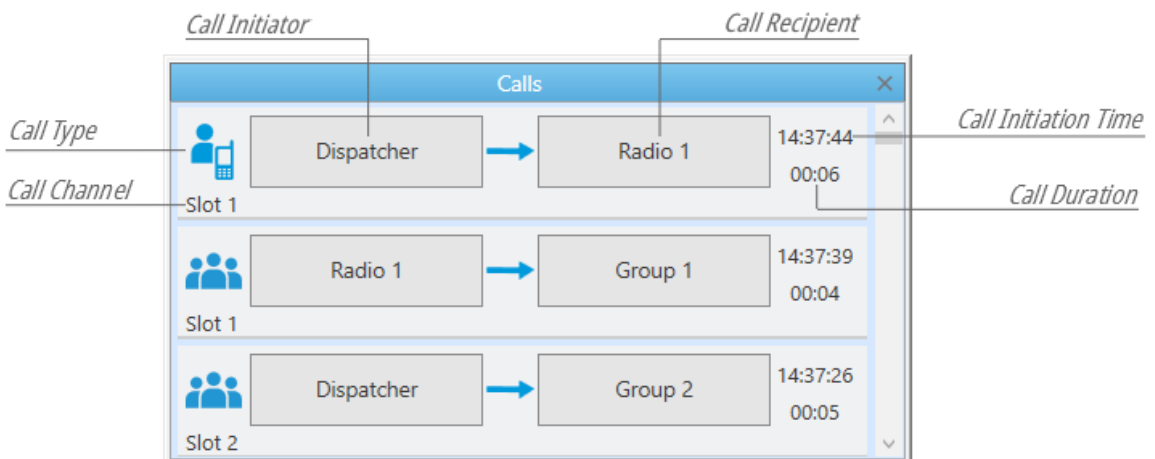 Call Initiator
Call Recipient
Calls
Call Type
Call Initiation Time
Dispatcher
Radio 1
14:37:44
00:06
Call Channel
Call Duration
Slot 1
Radio 1
Group 1
14:37:39
00:04
Slot 1
Dispatcher
Group 2
14:37:26
00:05
Slot 2